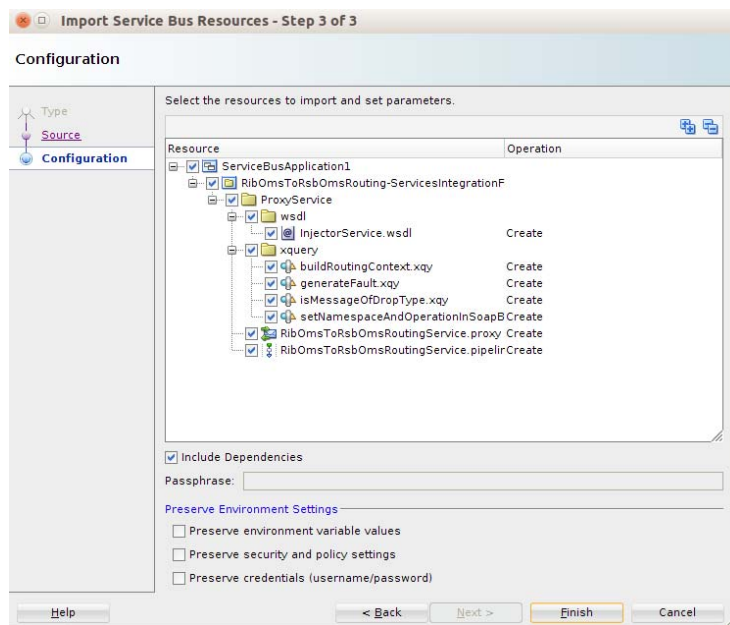 Import Service Bus Resources - Step 3 of 3
Configuration
Type
Source
Configuration
Select the resources to import and set parameters.
Resource Operation
ServiceBusApplication1
RibOmsToRsbOmsRouting-ServicesIntegrationF
ProxyService
wsdl
InjectorService.wsdl Create
xquery
buildRoutingContext.xqy Create
generateFault.xqy Create
isMessageOfDropType.xqy Create
setNamespaceAndOperationInSoapB Create
RibOmsToRsbOmsRoutingService.proxy Create
RibOmsToRsbOmsRoutingService.pipelir Create
Include Dependencies
Passphrase:
Preserve Environment Settings
Preserve environment variable values
Preserve security and policy settings
Preserve credentials (username/password)
Help < Back Next > Finish Cancel